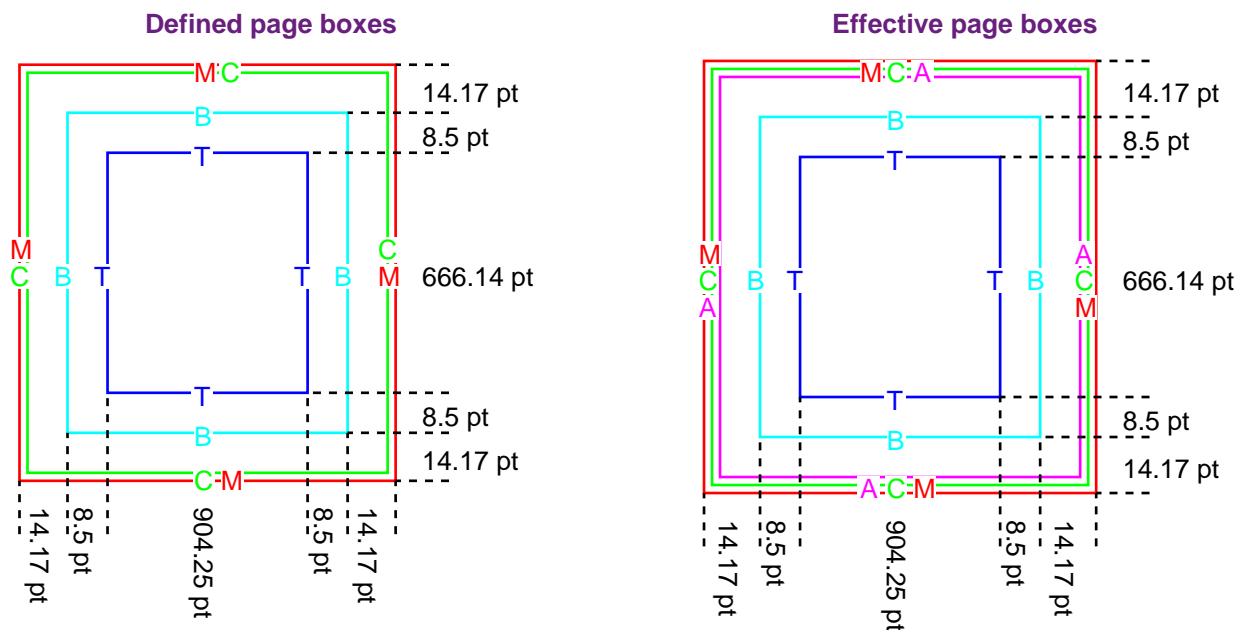 Defined page boxes
M C
14.17 pt
B
8.5 pt
T
M
C
B
T
T
B
C
M
666.14 pt
T
8.5 pt
B
14.17 pt
C M
14.17 pt
8.5 pt
904.25 pt
8.5 pt
14.17 pt
Effective page boxes
M C A
14.17 pt
B
8.5 pt
T
M
C
A
B
T
T
B
A
C
M
666.14 pt
T
8.5 pt
B
14.17 pt
A C M
14.17 pt
8.5 pt
904.25 pt
8.5 pt
14.17 pt